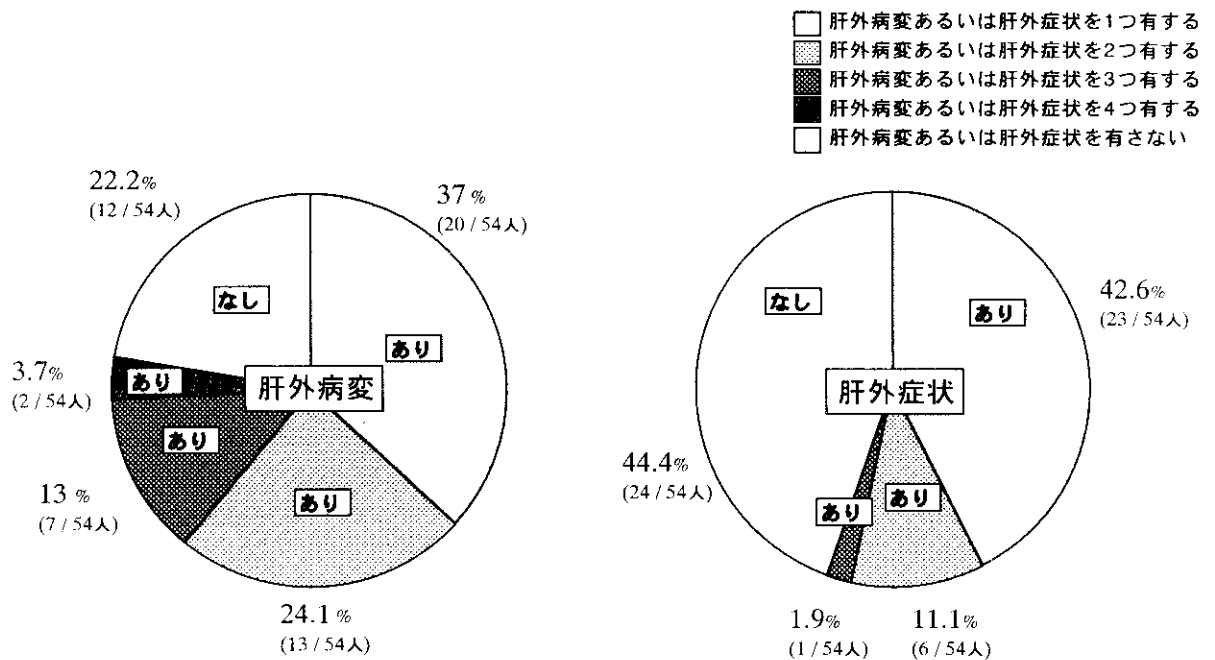 肝外病変あるいは肝外症状を1つ有する
肝外病変あるいは肝外症状を2つ有する
肝外病変あるいは肝外症状を3つ有する
肝外病変あるいは肝外症状を4つ有する
肝外病変あるいは肝外症状を有さない
22.2%
(12/54人)
37%
(20/54人)
なし
あり
3.7%
(2/54人)
あり
肝外病変
あり
13%
(7/54人)
あり
24.1%
(13/54人)
なし
あり
42.6%
(23/54人)
肝外症状
44.4%
(24/54人)
あり
あり
1.9%
(1/54人)
11.1%
(6/54人)